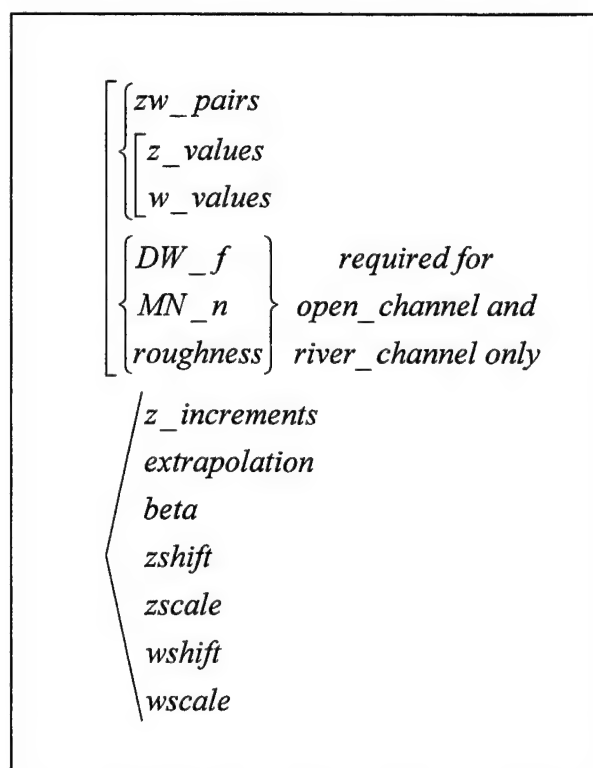 zw_pairs
z_values
w_values
DW_f required for
MN_n open_channel and
roughness river_channel only
z_increments
extrapolation
beta
zshift
zscale
wshift
wscale